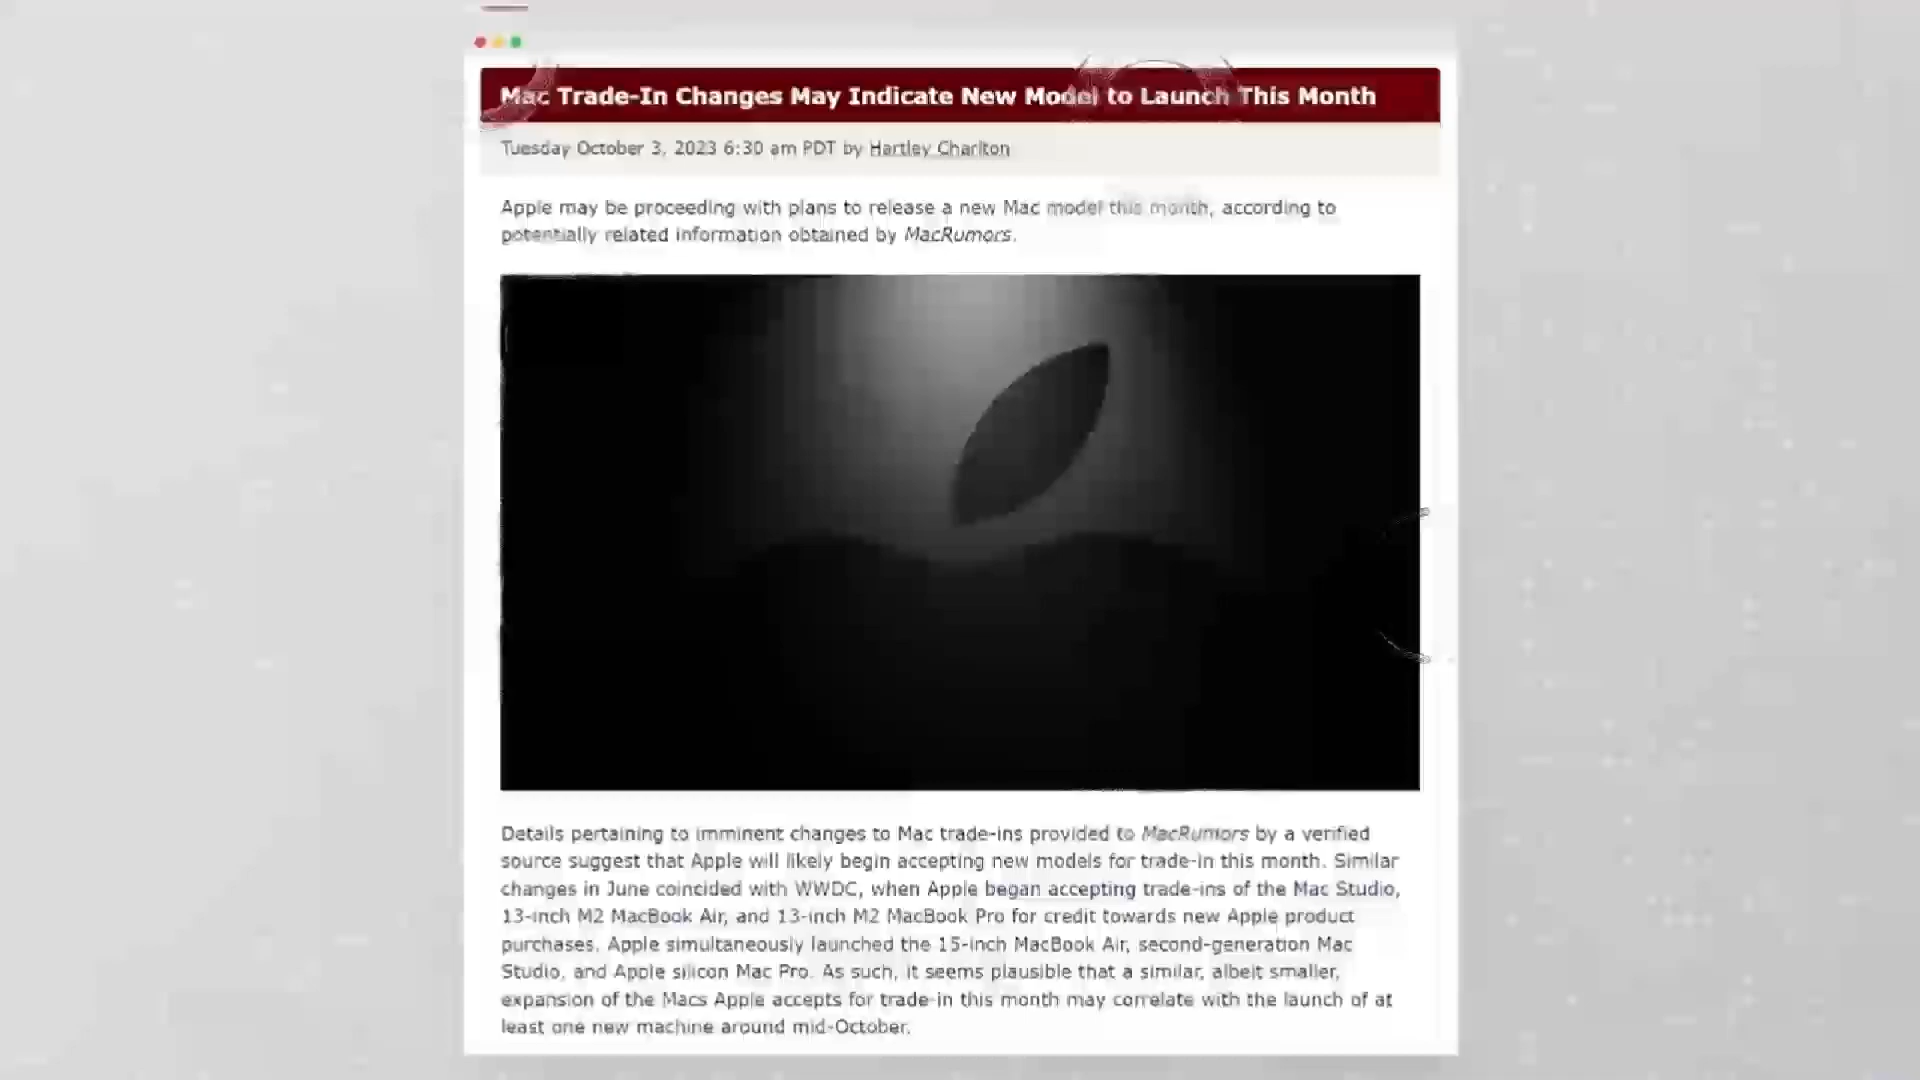 Mac Trade-In Changes May Indicate New Model to Launch This Month
Tuesday October 3, 2023 6:30 am PDT by Hartley Charlton
Apple may be proceeding with plans to release a new Mac model this month, according to
potentially related information obtained by MacRumors.
Details pertaining to imminent changes to Mac trade-ins provided to MacRumors by a verified
source suggest that Apple will likely begin accepting new models for trade-in this month. Similar
changes in June coincided with WWDC, when Apple began accepting trade-ins of the Mac Studio,
13-inch M2 MacBook Air, and 13-inch M2 MacBook Pro for credit towards new Apple product
purchases. Apple simultaneously launched the 15-inch MacBook Air, second-generation Mac
Studio, and Apple silicon Mac Pro. As such, it seems plausible that a similar, albeit smaller,
expansion of the Macs Apple accepts for trade-in this month may correlate with the launch of at
least one new machine around mid-October.